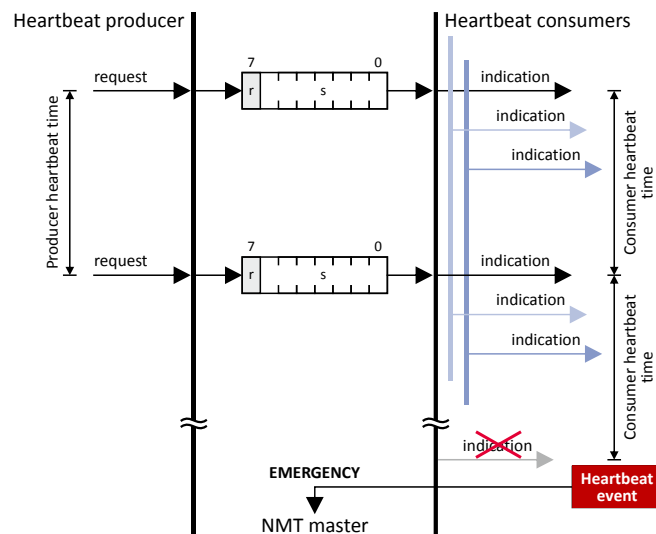 Heartbeat producer
Heartbeat consumers
7
0
request
r
s
indication
indication
indication
Producer heartbeat time
Consumer heartbeat
time
7
0
request
r
s
indication
indication
indication
Consumer heartbeat
time
indication
EMERGENCY
Heartbeat
event
NMT master